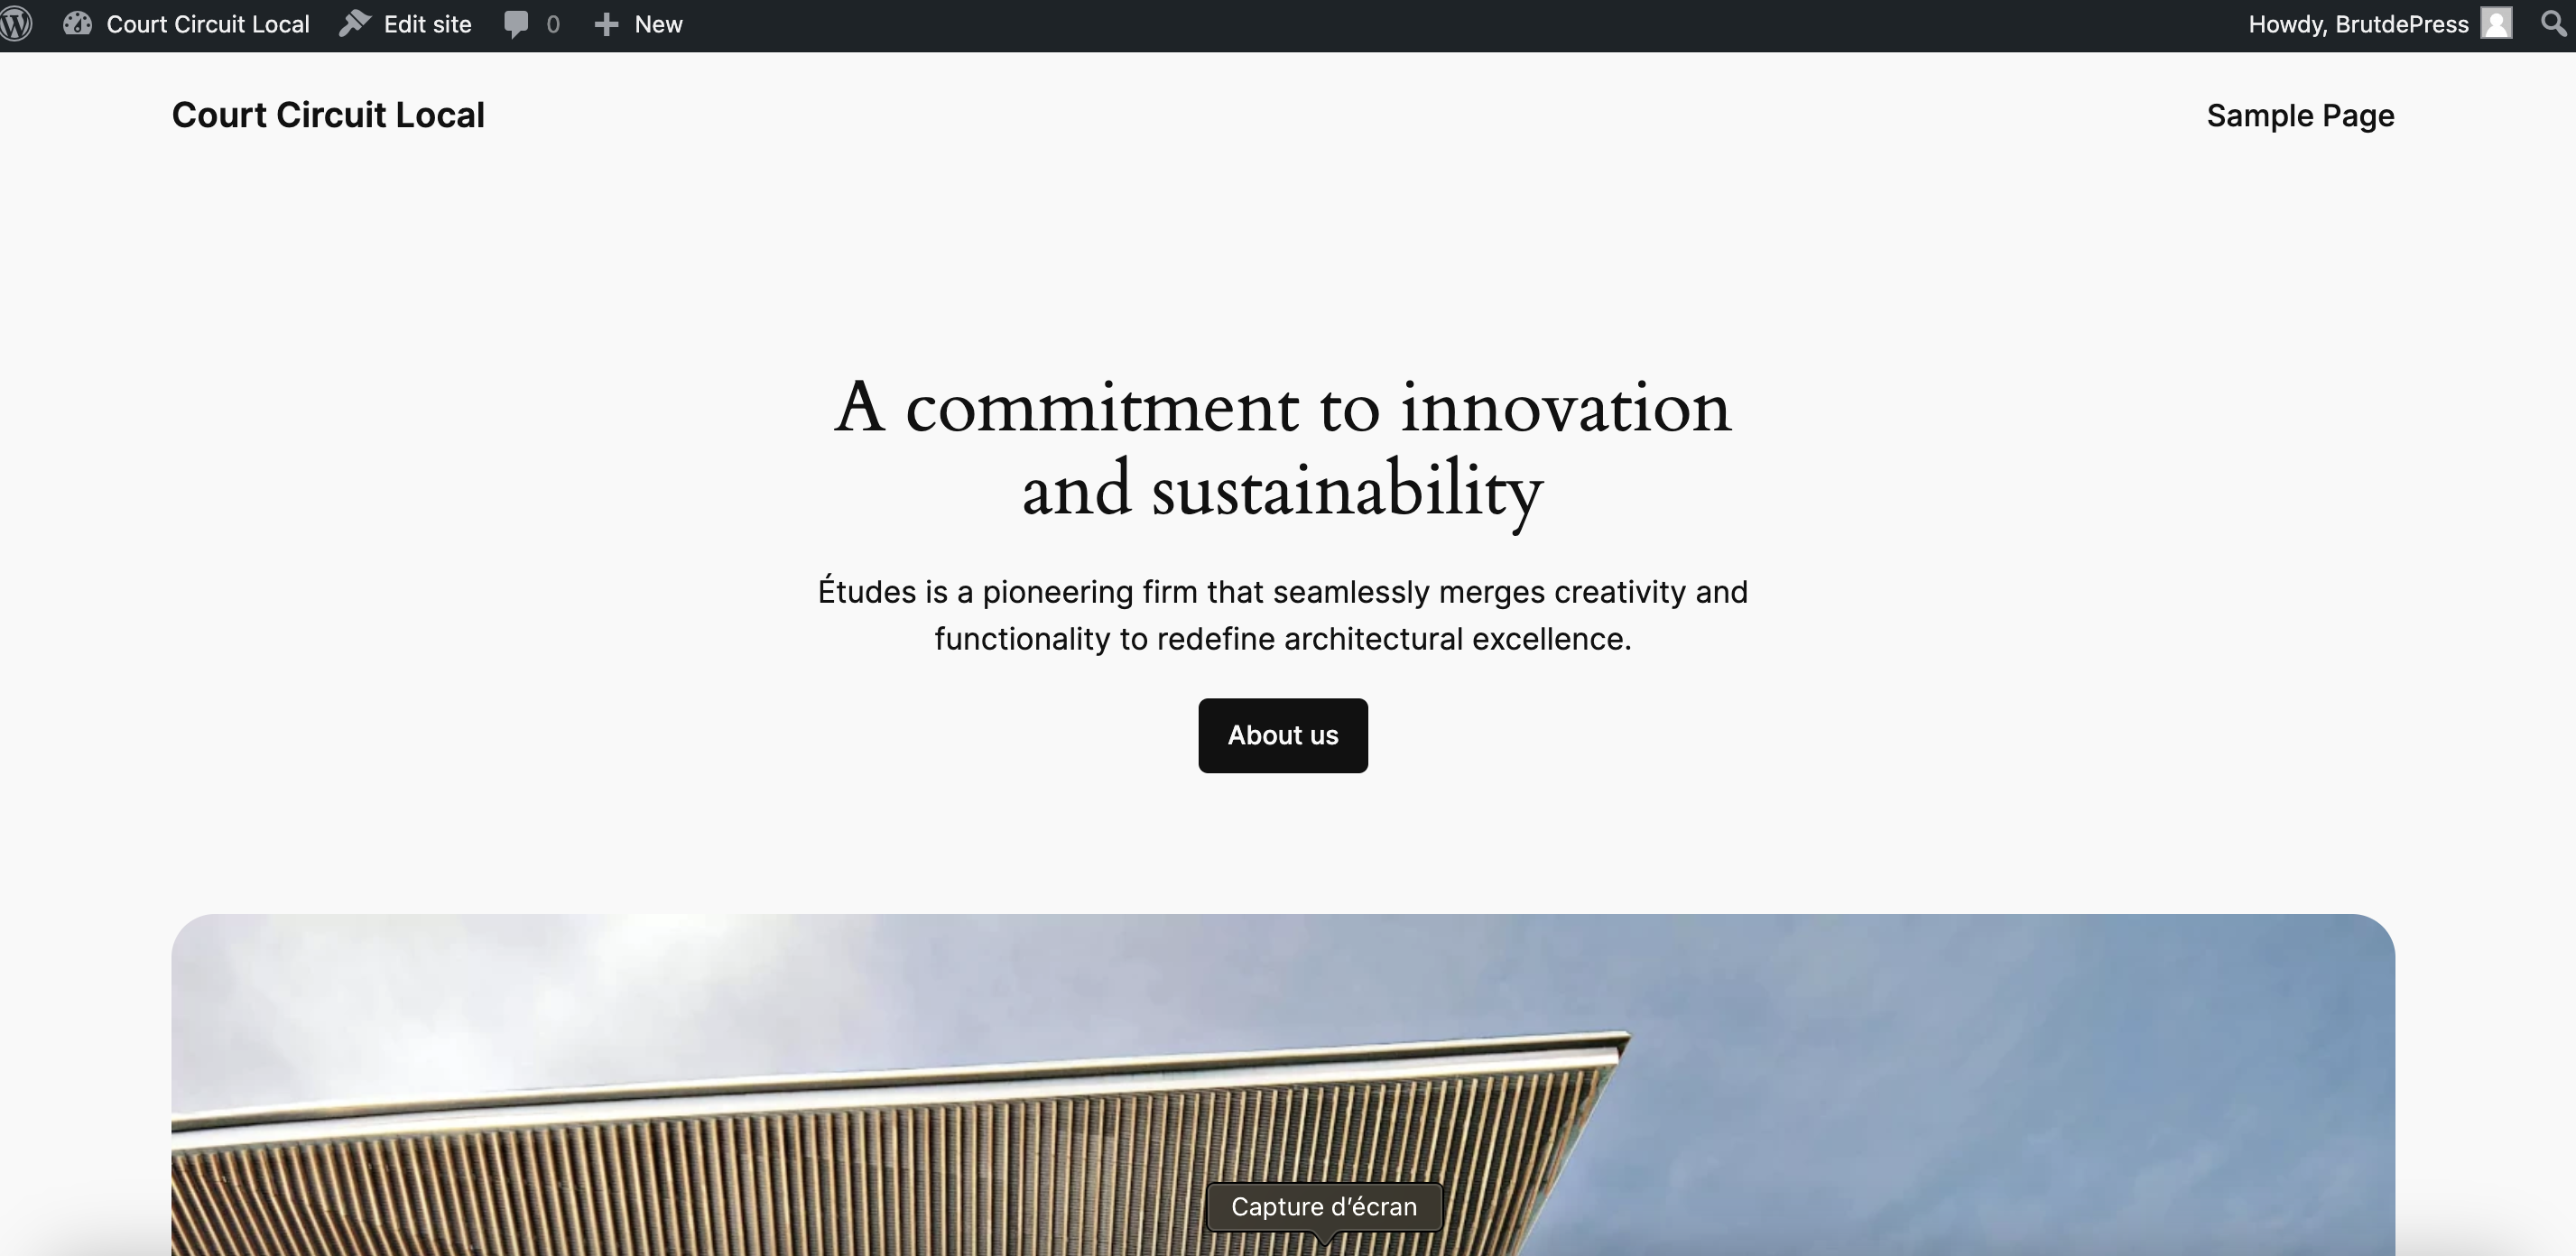 Court Circuit Local Edit site 0 New Howdy, BrutdePress
Court Circuit Local Sample Page
A commitment to innovation
and sustainability
Études is a pioneering firm that seamlessly merges creativity and
functionality to redefine architectural excellence.
About us
Capture d’écran